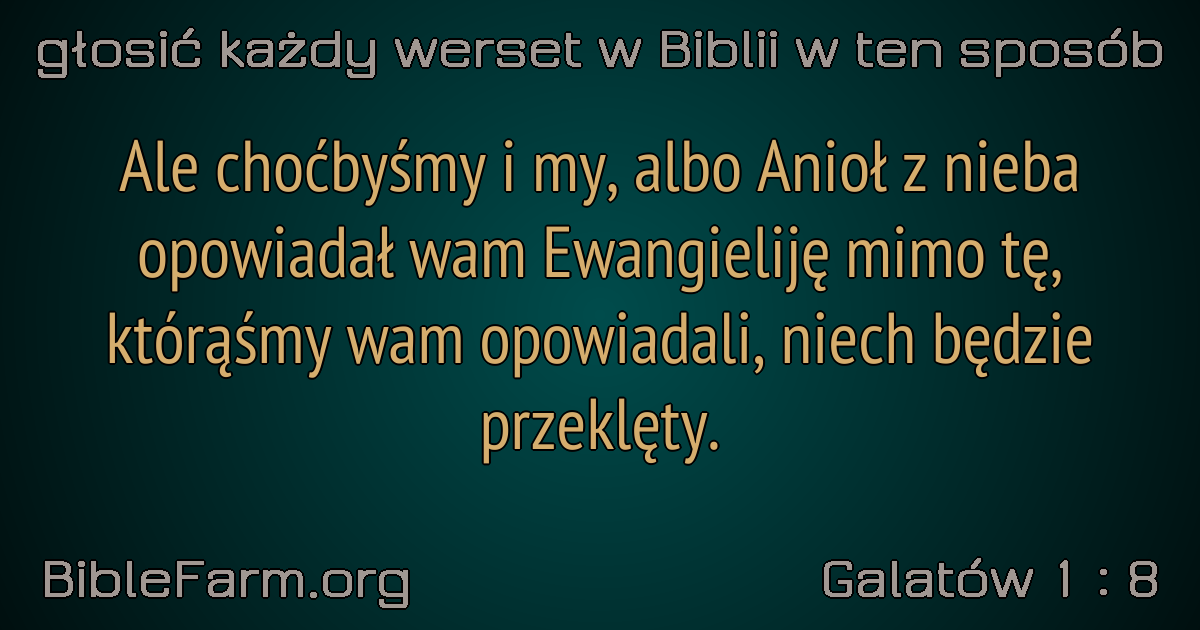 głosić każdy werset w Biblii w ten sposób
Ale choćbyśmy i my, albo Anioł z nieba
opowiadał wam Ewangieliję mimo tę,
którąśmy wam opowiadali, niech będzie
przeklęty.
BibleFarm.org
Galatów 1 : 8